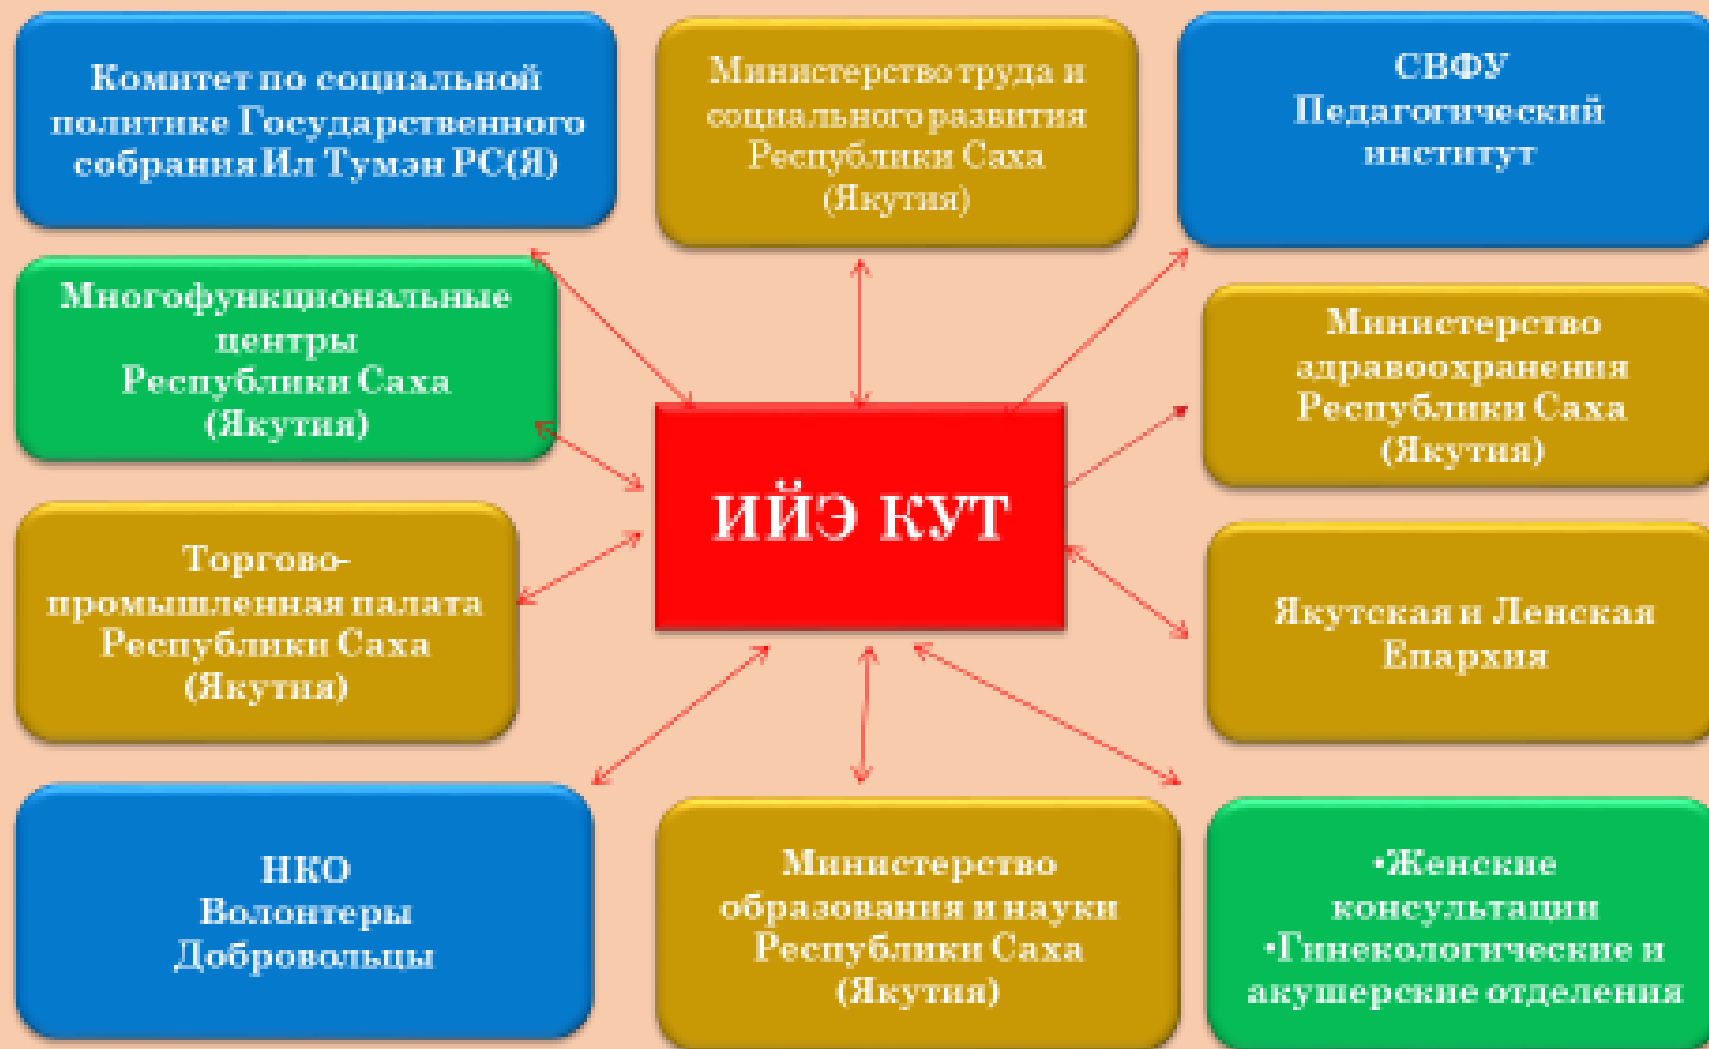 Комитет по социальной
политике Государственного
собрания Ил Тумэн РС(Я)
Министерство труда и
социального развития
Республики Саха
(Якутия)
СВФУ
Педагогический
институт
Многофункциональные
центры
Республики Саха
(Якутия)
Министерство
здравоохранения
Республики Саха
(Якутия)
ИЙЭ КУТ
Торгово-
промышленная палата
Республики Саха
(Якутия)
Якутская и Ленская
Епархия
НКО
Волонтеры
Добровольцы
Министерство
образования и науки
Республики Саха
(Якутия)
•Женские
консультации
•Гинекологические и
акушерские отделения